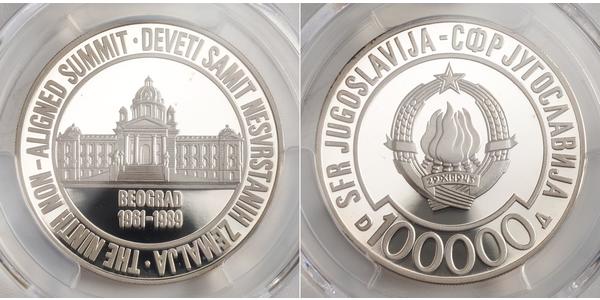 THE NINTH NON-ALIGNED SUMMIT · DEVETI SAMIT NESVRSTANIH ZEMALJA ·
BEOGRAD
1961-1989
SFR JUGOSLAVIJA - СФР ЈУГОСЛАВИЈА
D 100000